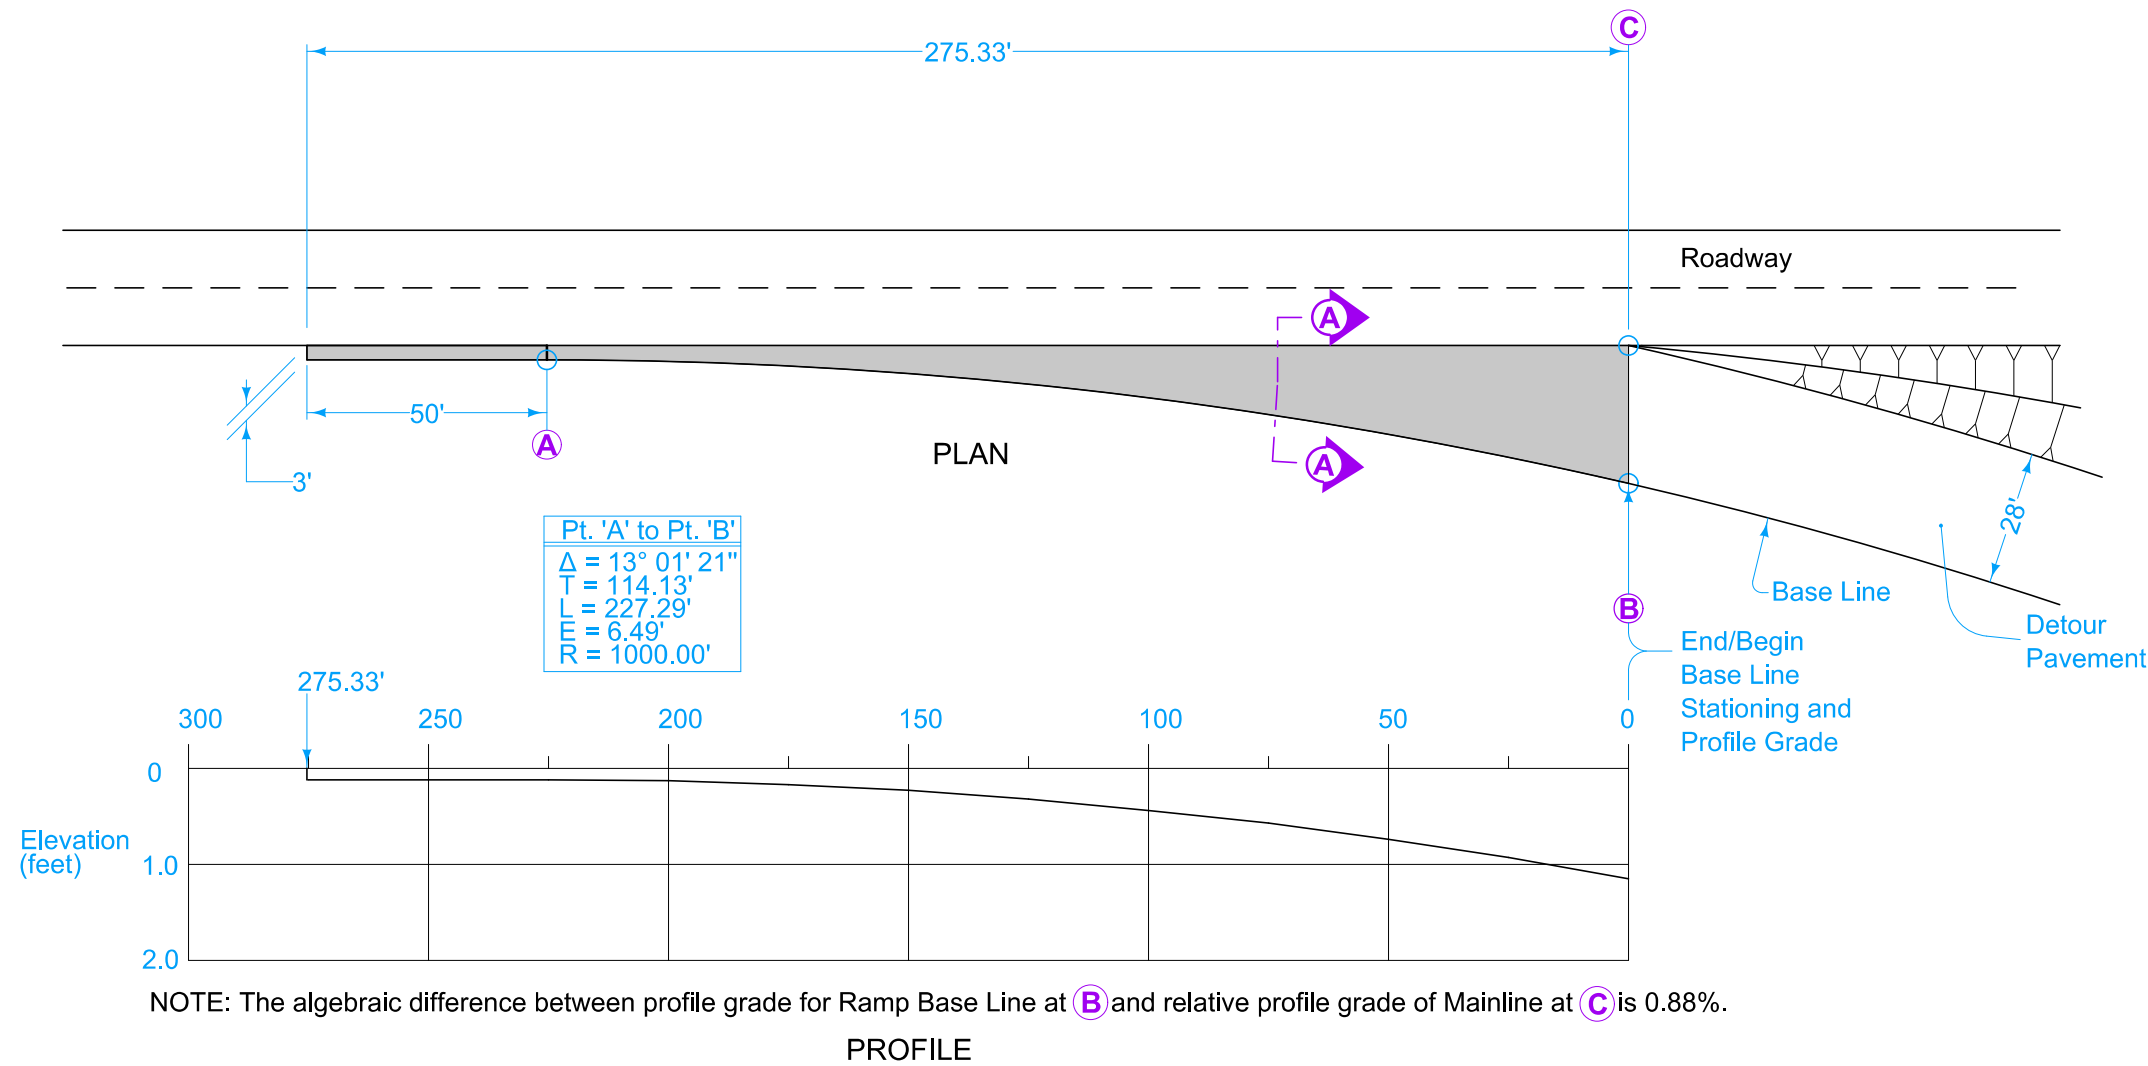 C
275.33'
Roadway
A
50'
A
PLAN
A
3'
28'
Pt. 'A' to Pt. 'B'
Δ = 13° 01' 21"
T = 114.13'
L = 227.29'
E = 6.49'
R = 1000.00'
Base Line
B
Detour
Pavement
End/Begin
Base Line
Stationing and
Profile Grade
275.33'
300 250 200 150 100 50 0
0
Elevation
(feet)
1.0
2.0
NOTE: The algebraic difference between profile grade for Ramp Base Line at B and relative profile grade of Mainline at C is 0.88%.
PROFILE